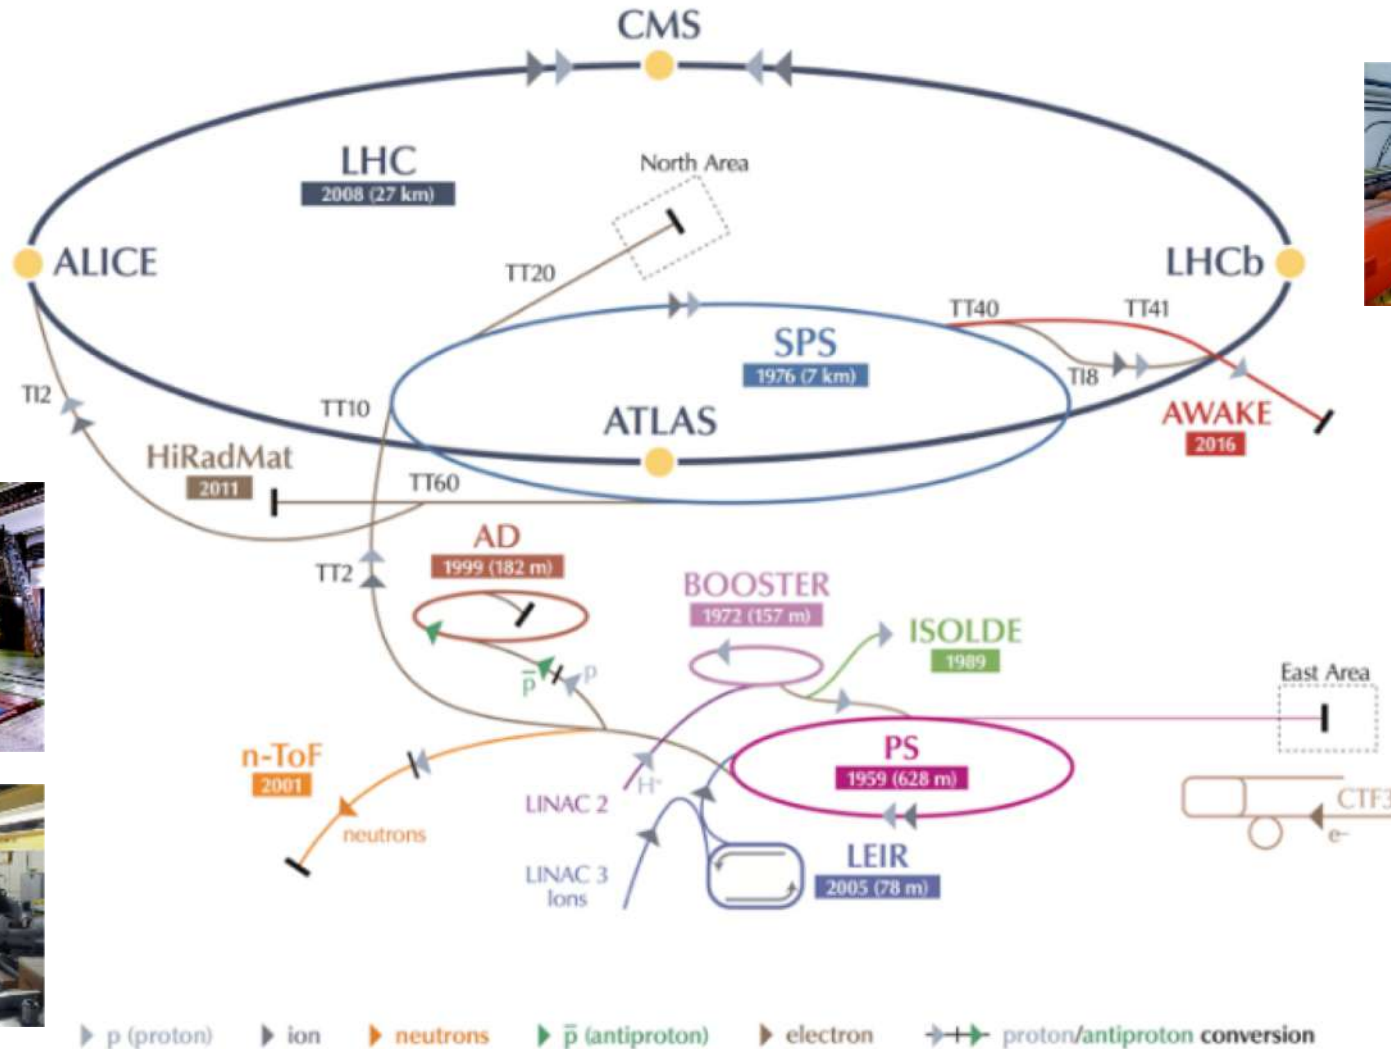 CMS
LHC
2008 (27 km)
North Area
ALICE
LHCb
TT20
TT40
TT41
SPS
1976 (7 km)
TI2
TT10
TI8
ATLAS
AWAKE
2016
HiRadMat
2011
TT60
AD
1999 (182 m)
TT2
BOOSTER
1972 (157 m)
ISOLDE
1989
p̅
p
East Area
n-ToF
2001
PS
1959 (628 m)
LINAC 2
H⁻
neutrons
CTF3
e–
LINAC 3
Ions
LEIR
2005 (78 m)
p (proton) ion neutrons p̅ (antiproton) electron proton/antiproton conversion